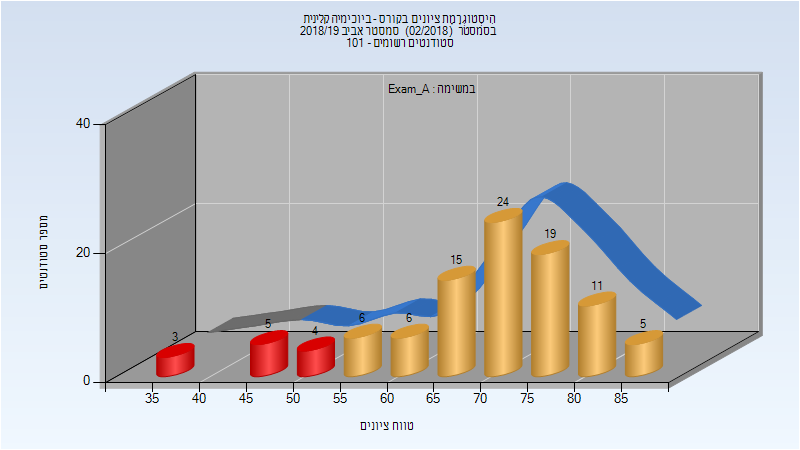 היסטוגרמת ציונים בקורס - ביוכימיה קלינית
בסמסטר (02/2018) סמסטר אביב 2018/19
סטודנטים רשומים - 101
במשימה : Exam_A
מספר סטודנטים
40
20
0
3
5
4
6
6
15
24
19
11
5
35 40 45 50 55 60 65 70 75 80 85
טווח ציונים